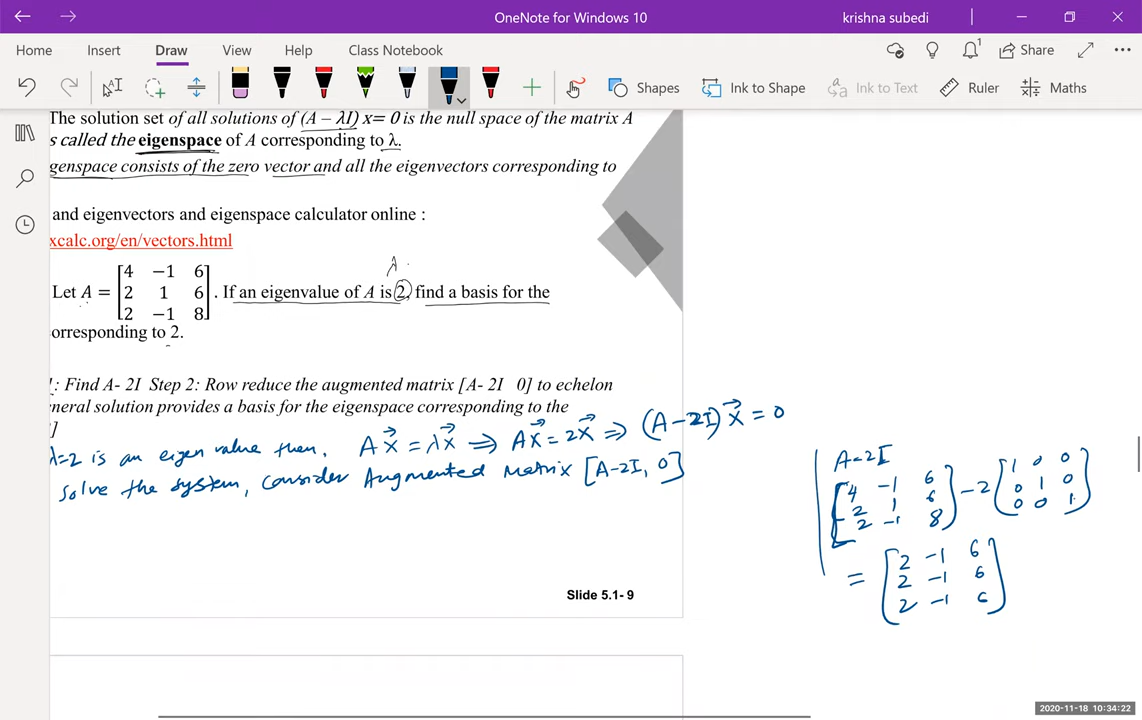 OneNote for Windows 10
krishna subedi
Home Insert Draw View Help Class Notebook
1
Share
Shapes Ink to Shape Ink to Text Ruler Maths
The solution set of all solutions of (A – λI) x= 0 is the null space of the matrix A
s called the eigenspace of A corresponding to λ.
genspace consists of the zero vector and all the eigenvectors corresponding to
and eigenvectors and eigenspace calculator online :
xcalc.org/en/vectors.html
λ
4 −1 6
Let A = 2 1 6 . If an eigenvalue of A is 2, find a basis for the
2 −1 8
orresponding to 2.
: Find A- 2I Step 2: Row reduce the augmented matrix [A- 2I 0] to echelon
neral solution provides a basis for the eigenspace corresponding to the
]
λ=2 is an eigen value then, A x = λ x ⇒ A x = 2 x ⇒ (A − 2I) x = 0
solve the system, consider Augmented matrix [A−2I, 0]
A−2I
[4 −1 6 1 0 0
2 1 6 − 2 0 1 0
2 −1 8] 0 0 1
2 −1 6
= 2 −1 6
2 −1 6
Slide 5.1- 9
2020-11-18 10:34:22